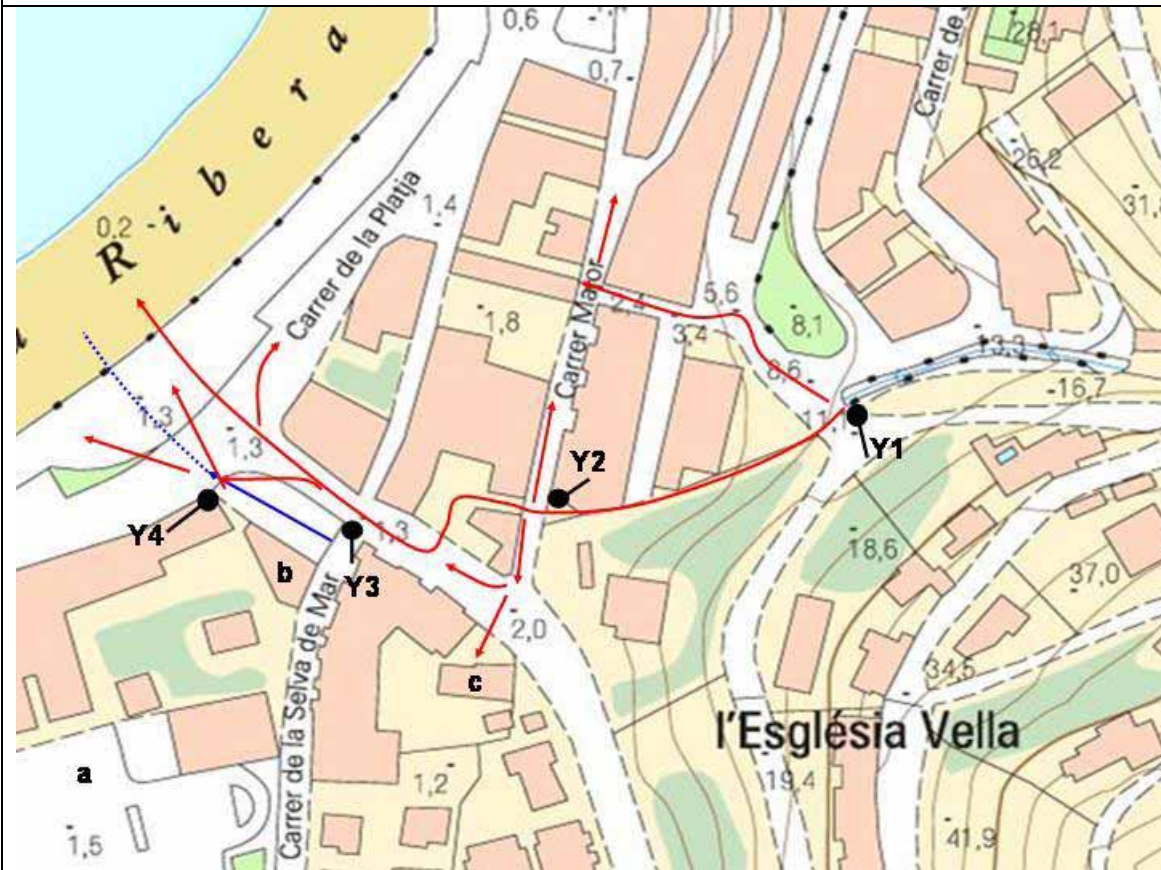 0,6
0,7
28,1
Carrer de
26,2
31,
0,2
Ribera
Carrer de la Platja
1,4
Carrer Major
2,4
5,6
3,4
8,1
1,8
8,6
13,3
16,7
11,
Y1
1,3
1,3
Y2
Y4
b
Y3
1,3
18,6
37,0
Carrer de la Selva de Mar
2,0
c
34,5
l'Església Vella
a
1,2
19,4
1,5
41,9